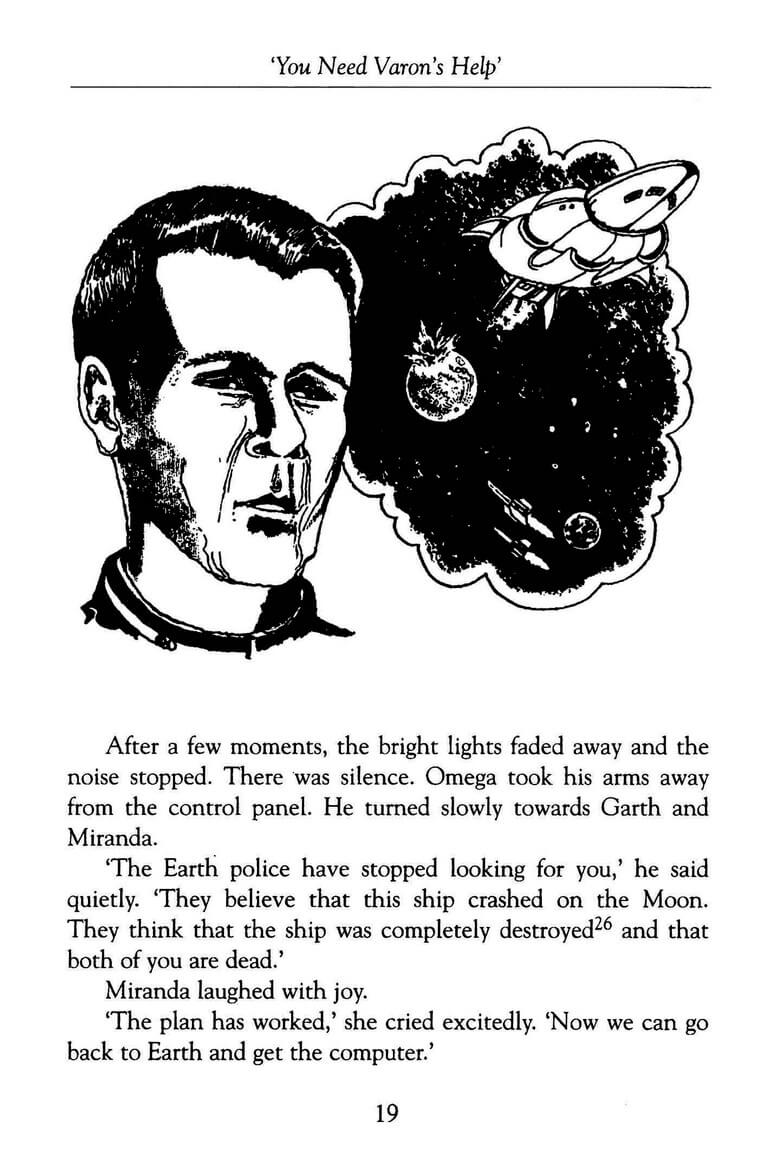 ‘You Need Varon's Help’
After a few moments, the bright lights faded away and the
noise stopped. There was silence. Omega took his arms away
from the control panel. He turned slowly towards Garth and
Miranda.
‘The Earth police have stopped looking for you,’ he said
quietly. ‘They believe that this ship crashed on the Moon.
They think that the ship was completely destroyed26 and that
both of you are dead.’
Miranda laughed with joy.
‘The plan has worked,’ she cried excitedly. ‘Now we can go
back to Earth and get the computer.’
19